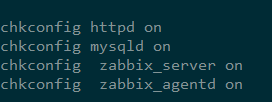 chkconfig httpd on
chkconfig mysqld on
chkconfig  zabbix_server on
chkconfig  zabbix_agentd on